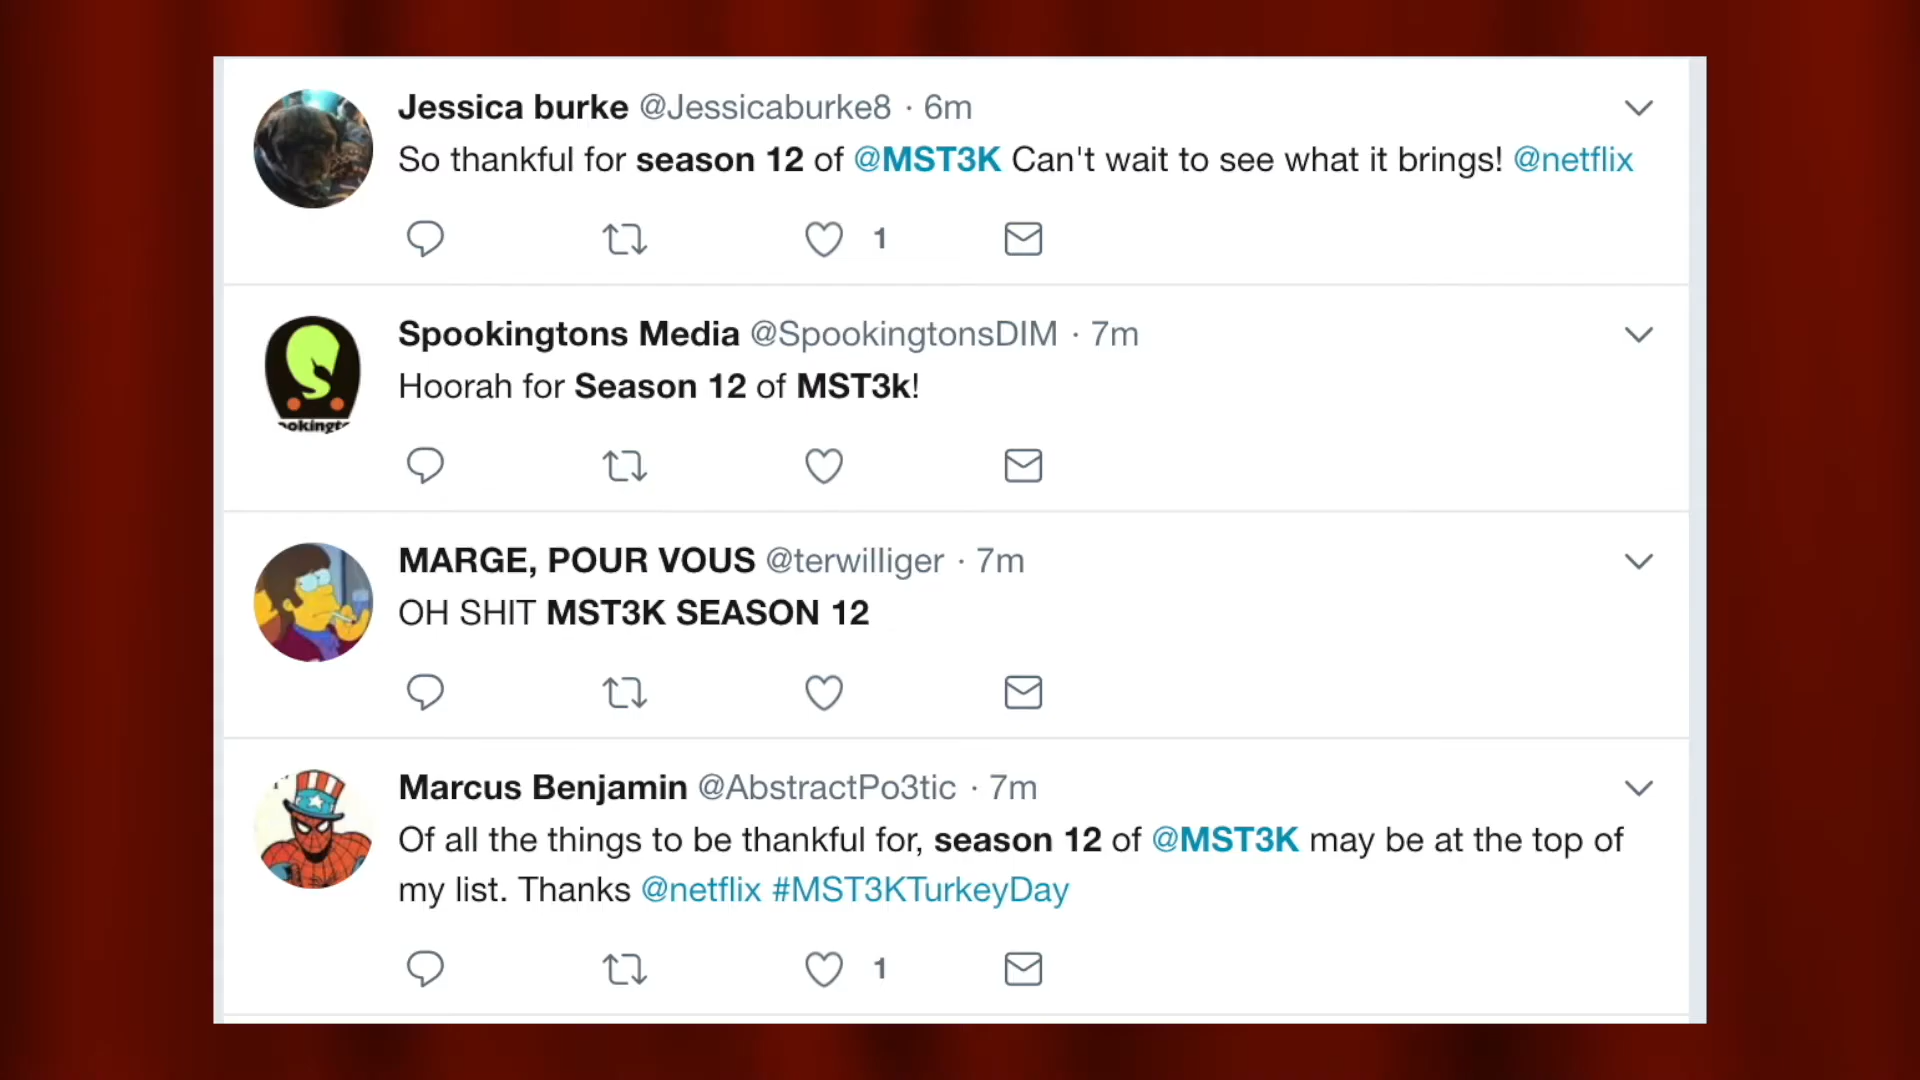 Jessica burke @Jessicaburke8 · 6m
So thankful for season 12 of @MST3K Can't wait to see what it brings! @netflix
1
Spookingtons Media @SpookingtonsDIM · 7m
Hoorah for Season 12 of MST3k!
ookingt
MARGE, POUR VOUS @terwilliger · 7m
OH SHIT MST3K SEASON 12
Marcus Benjamin @AbstractPo3tic · 7m
Of all the things to be thankful for, season 12 of @MST3K may be at the top of
my list. Thanks @netflix #MST3KTurkeyDay
1